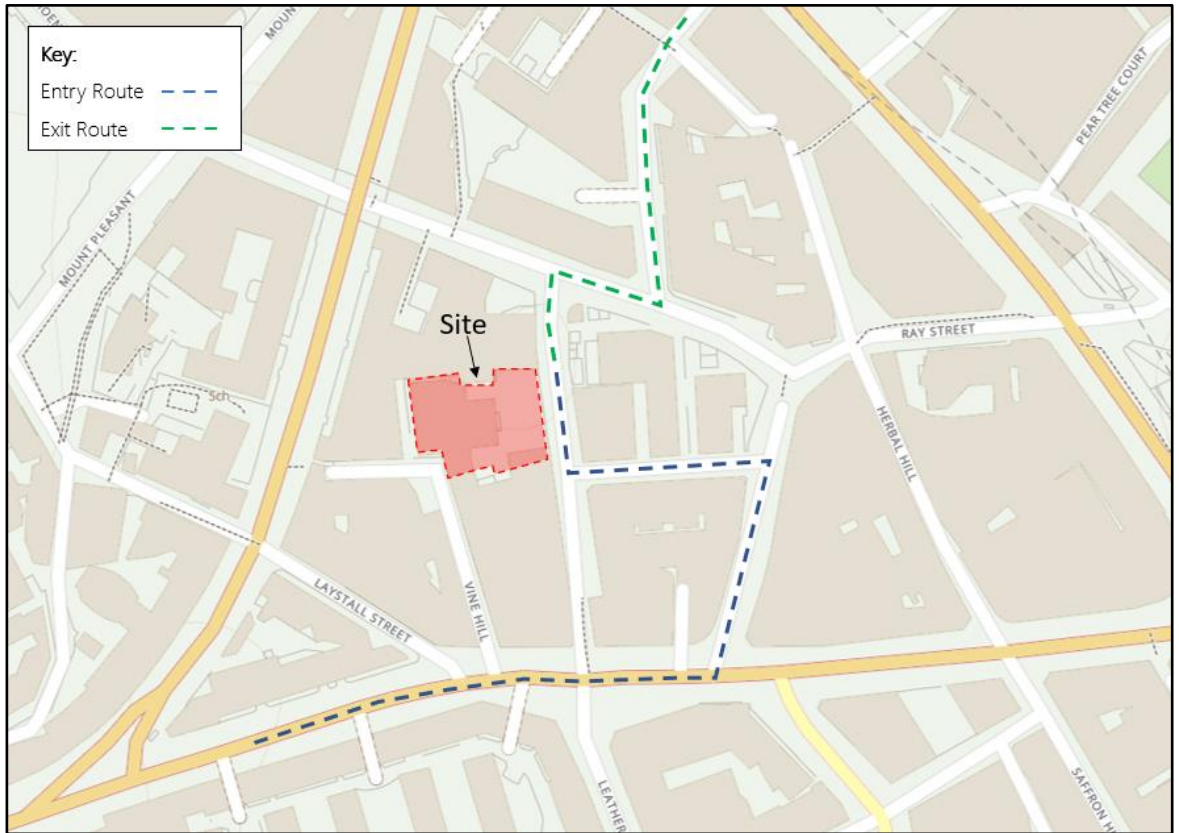 Key:
Entry Route
Exit Route
MOUNT
MOUNT PLEASANT
PEAR TREE COURT
Site
RAY STREET
Sch
HERBAL HILL
LAYSTALL STREET
VINE HILL
LEATHER
SAFFRON H